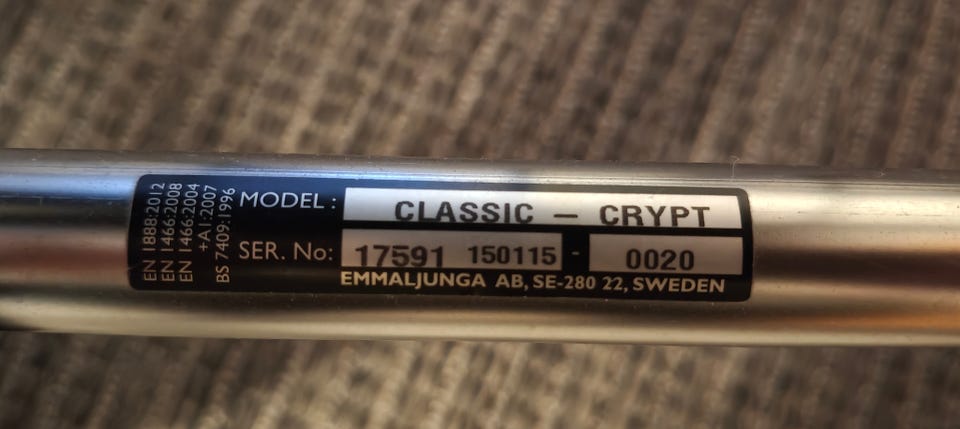 EN 1888:2012
EN 1466:2008
EN 1466:2004
+A1:2007
BS 7409:1996
MODEL :. CLASSIC – CRYPT
SER. No: 17591 150115 - 0020
EMMALJUNGA AB, SE-280 22, SWEDEN